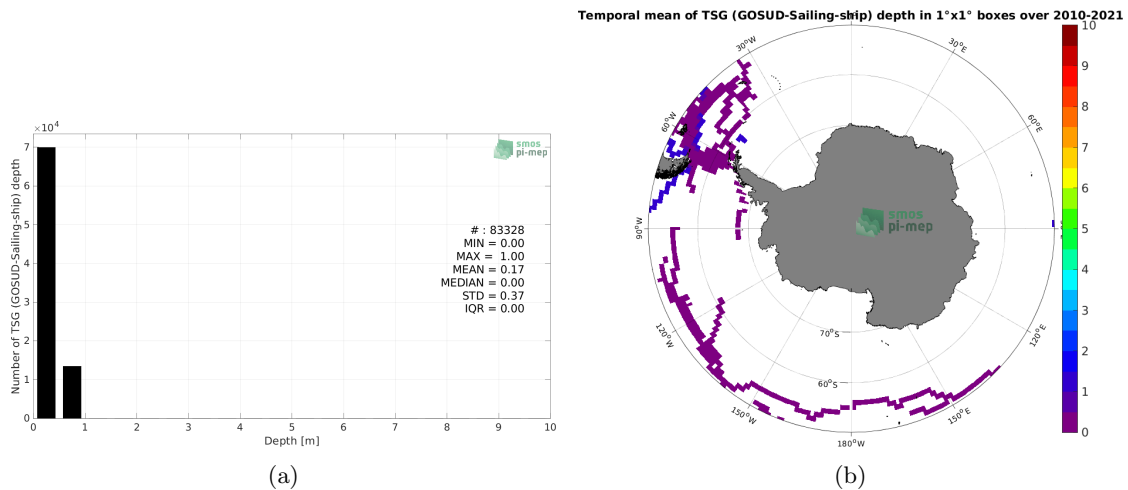 Temporal mean of TSG (GOSUD-Sailing-ship) depth in 1°x1° boxes over 2010-2021
×10⁴
7
6
5
4
3
2
1
0
Number of TSG (GOSUD-Sailing-ship) depth
smos
pi-mep
# : 83328
MIN = 0.00
MAX = 1.00
MEAN = 0.17
MEDIAN = 0.00
STD = 0.37
IQR = 0.00
0 1 2 3 4 5 6 7 8 9 10
Depth [m]
(a)
30°W
30°E
60°W
60°E
90°W
smos
pi-mep
120°W
120°E
70°S
60°S
150°W
150°E
180°W
10
9
8
7
6
5
4
3
2
1
0
(b)